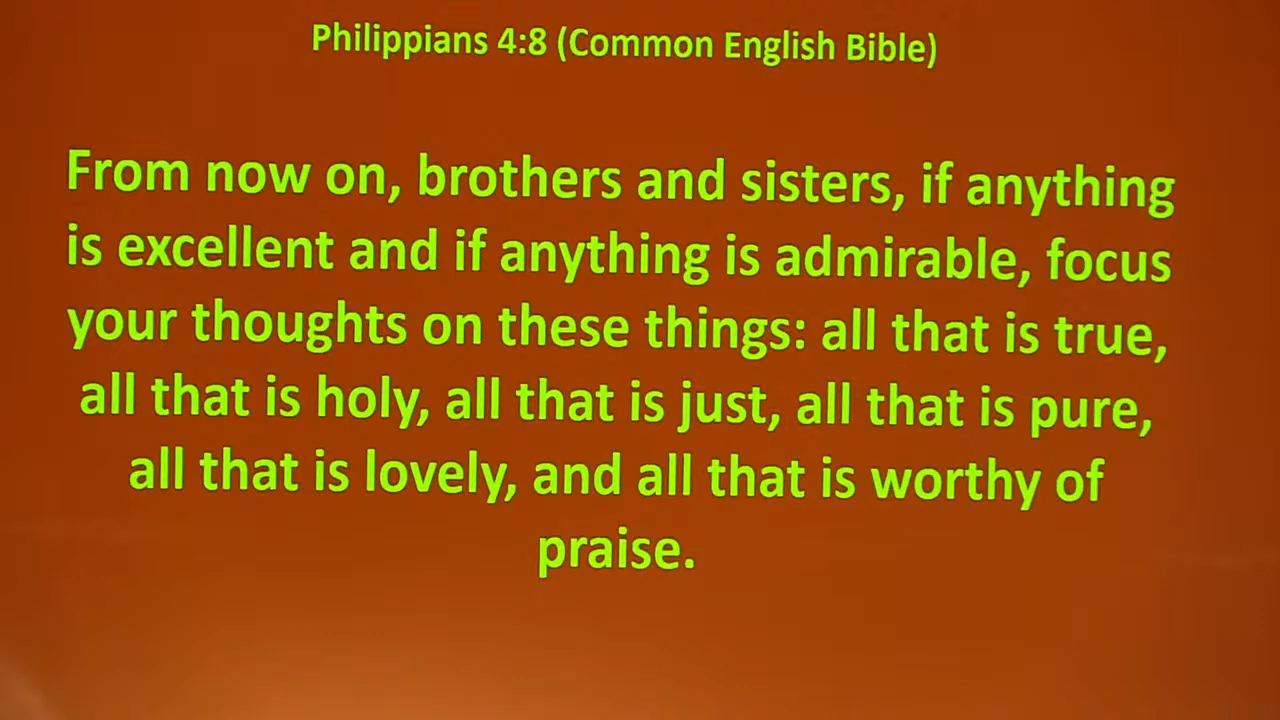 Philippians 4:8 (Common English Bible)
From now on, brothers and sisters, if anything
is excellent and if anything is admirable, focus
your thoughts on these things: all that is true,
all that is holy, all that is just, all that is pure,
all that is lovely, and all that is worthy of
praise.